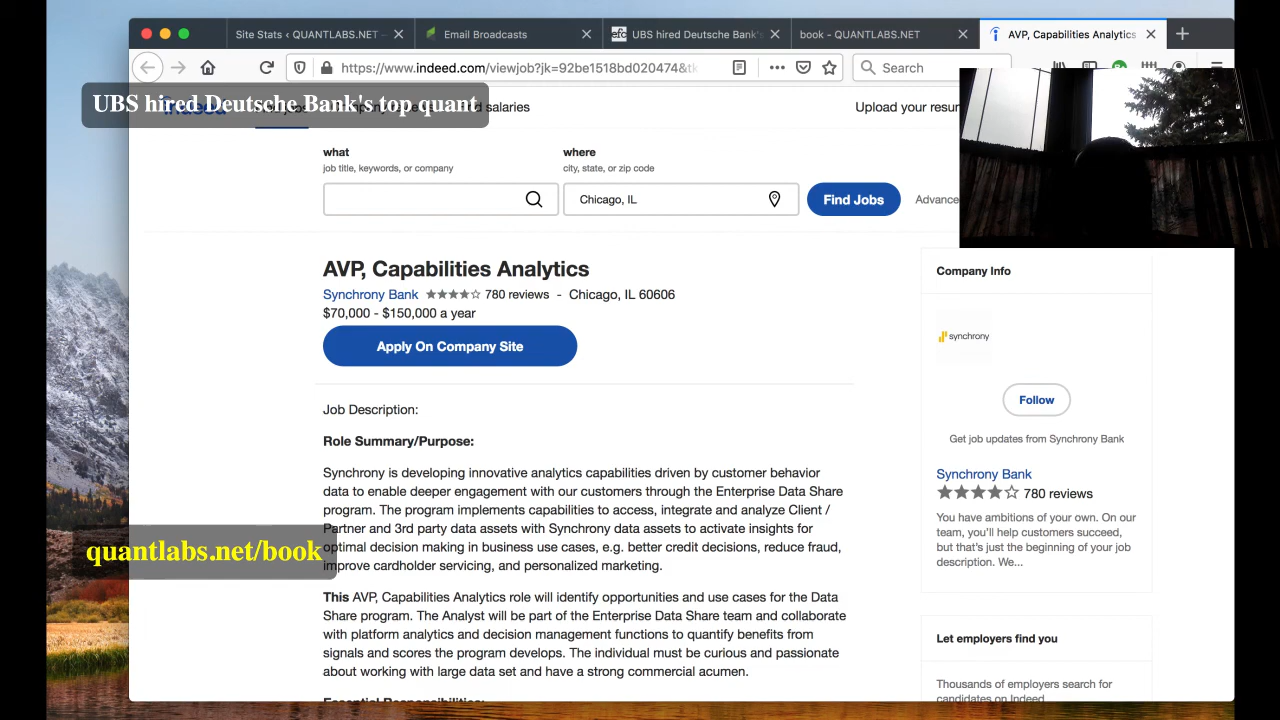 Site Stats ‹ QUANTLABS.NET —
Email Broadcasts
efc UBS hired Deutsche Bank's
book - QUANTLABS.NET
AVP, Capabilities Analytics
https://www.indeed.com/viewjob?jk=92be1518bd020474&tk
Search
UBS hired Deutsche Bank's top quant
indeed
salaries
Upload your resu
what
job title, keywords, or company
where
city, state, or zip code
Chicago, IL
Find Jobs
Advance
AVP, Capabilities Analytics
Synchrony Bank 780 reviews - Chicago, IL 60606
$70,000 - $150,000 a year
Apply On Company Site
Job Description:
Role Summary/Purpose:
Synchrony is developing innovative analytics capabilities driven by customer behavior
data to enable deeper engagement with our customers through the Enterprise Data Share
program. The program implements capabilities to access, integrate and analyze Client /
Partner and 3rd party data assets with Synchrony data assets to activate insights for
optimal decision making in business use cases, e.g. better credit decisions, reduce fraud,
improve cardholder servicing, and personalized marketing.
quantlabs.net/book
This AVP, Capabilities Analytics role will identify opportunities and use cases for the Data
Share program. The Analyst will be part of the Enterprise Data Share team and collaborate
with platform analytics and decision management functions to quantify benefits from
signals and scores the program develops. The individual must be curious and passionate
about working with large data set and have a strong commercial acumen.
Essential Responsibilities:
Company Info
synchrony
Follow
Get job updates from Synchrony Bank
Synchrony Bank
780 reviews
You have ambitions of your own. On our
team, you'll help customers succeed,
but that's just the beginning of your job
description. We...
Let employers find you
Thousands of employers search for
candidates on Indeed